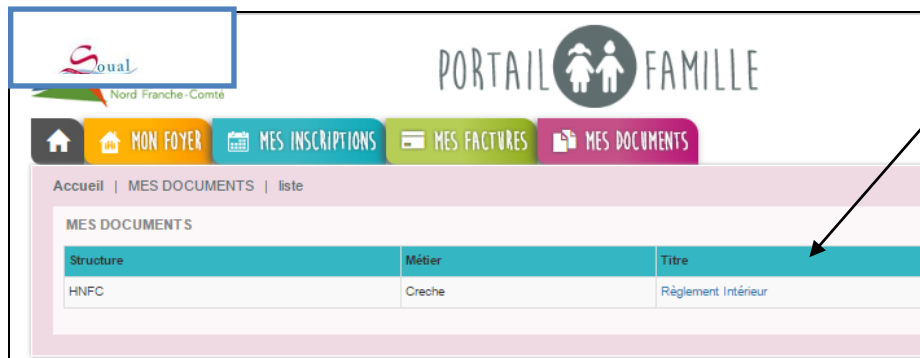 Soual
Nord Franche-Comté
PORTAIL FAMILLE
MON FOYER MES INSCRIPTIONS MES FACTURES MES DOCUMENTS
Accueil | MES DOCUMENTS | liste
MES DOCUMENTS
Structure Métier Titre
HNFC Creche Règlement Intérieur